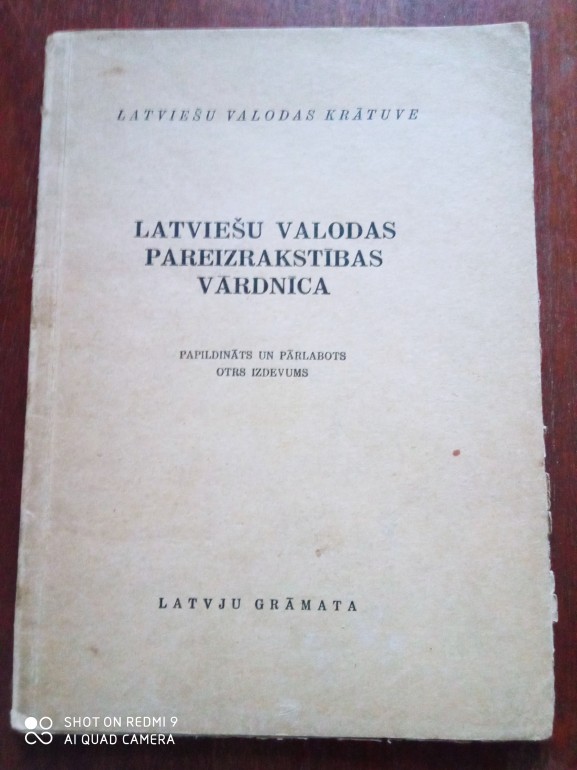 LATVIEŠU VALODAS KRĀTUVE
LATVIEŠU VALODAS
PAREIZRAKSTĪBAS
VĀRDNĪCA
PAPILDINĀTS UN PĀRLABOTS
OTRS IZDEVUMS
LATVJU GRĀMATA
SHOT ON REDMI 9
AI QUAD CAMERA